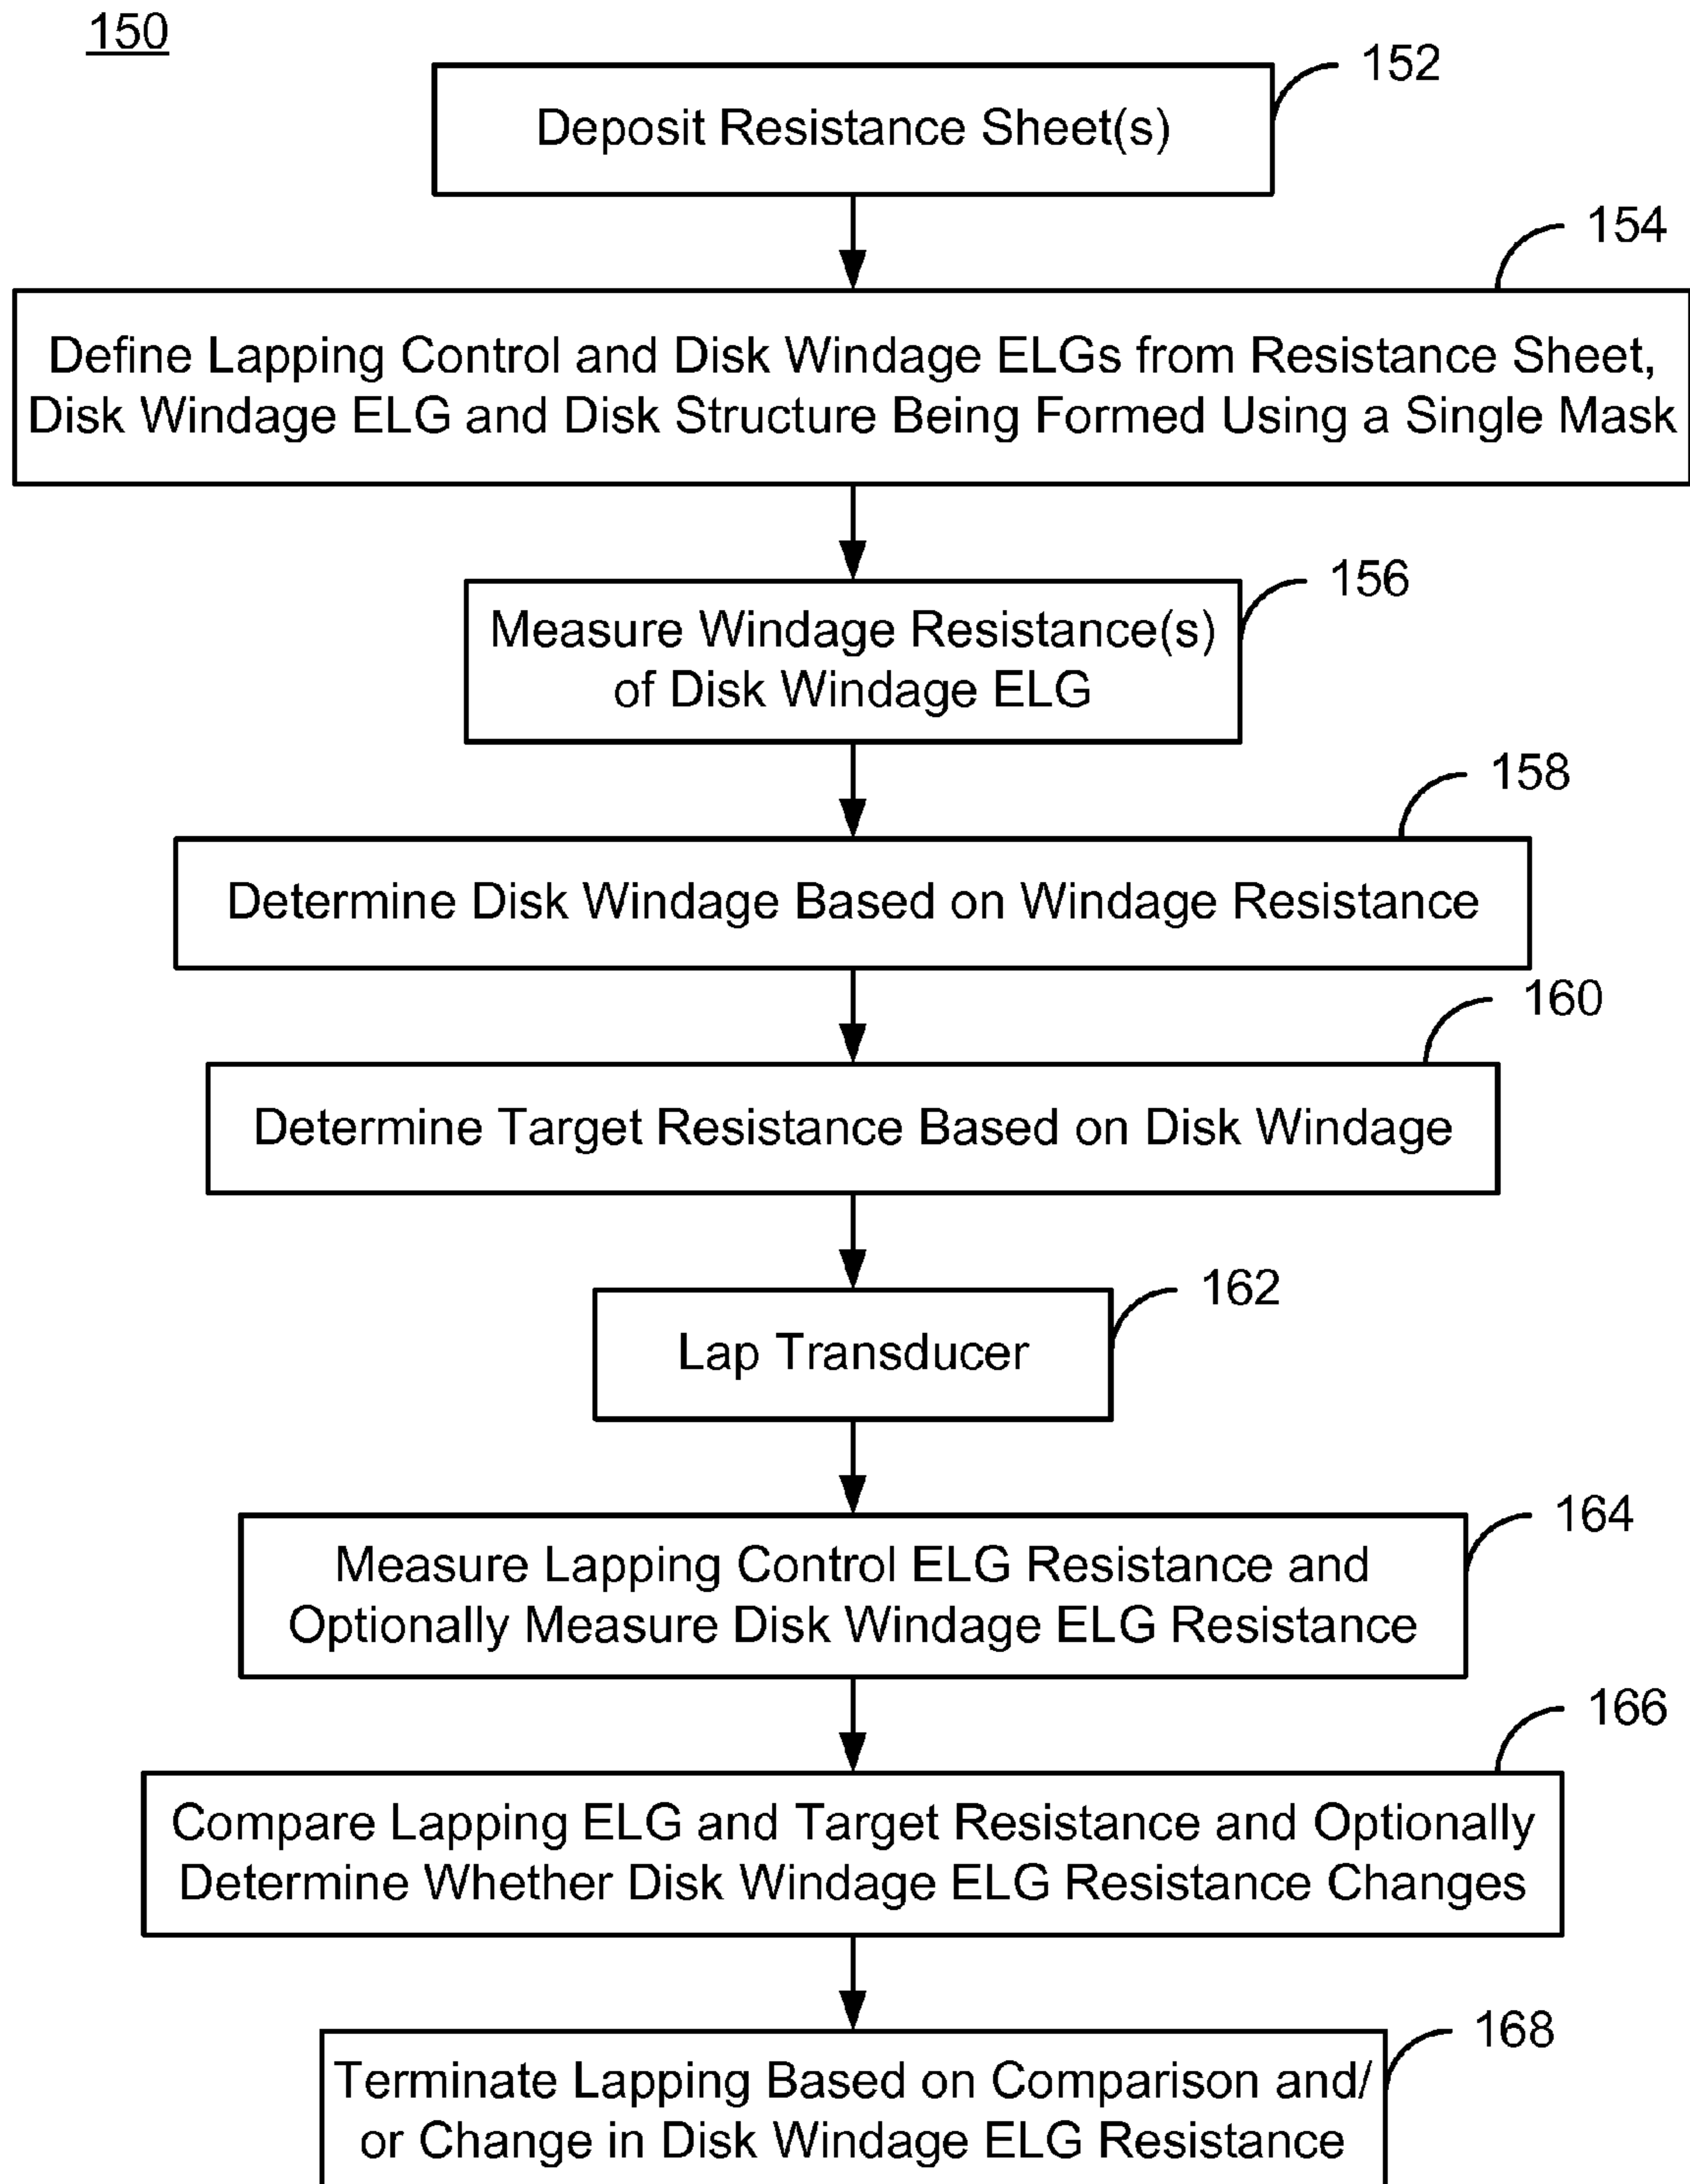 150
152
Deposit Resistance Sheet(s)
154
Define Lapping Control and Disk Windage ELGs from Resistance Sheet,
Disk Windage ELG and Disk Structure Being Formed Using a Single Mask
156
Measure Windage Resistance(s)
of Disk Windage ELG
158
Determine Disk Windage Based on Windage Resistance
160
Determine Target Resistance Based on Disk Windage
162
Lap Transducer
164
Measure Lapping Control ELG Resistance and
Optionally Measure Disk Windage ELG Resistance
166
Compare Lapping ELG and Target Resistance and Optionally
Determine Whether Disk Windage ELG Resistance Changes
168
Terminate Lapping Based on Comparison and/
or Change in Disk Windage ELG Resistance